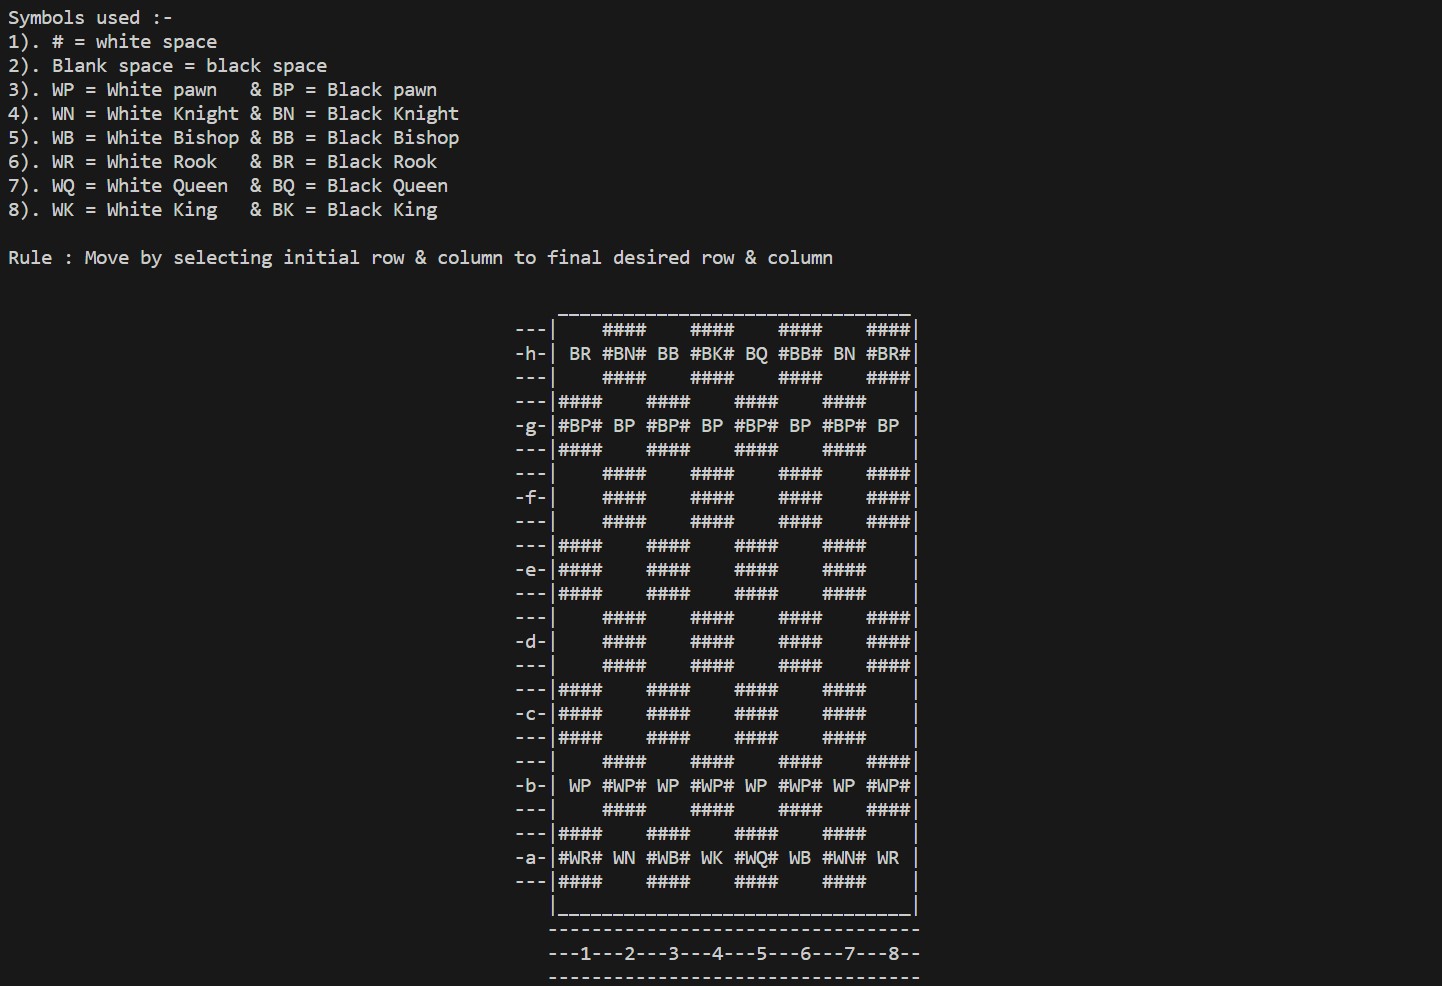 Symbols used :-
1). # = white space
2). Blank space = black space
3). WP = White pawn   & BP = Black pawn
4). WN = White Knight & BN = Black Knight
5). WB = White Bishop & BB = Black Bishop
6). WR = White Rook   & BR = Black Rook
7). WQ = White Queen  & BQ = Black Queen
8). WK = White King   & BK = Black King
Rule : Move by selecting initial row & column to final desired row & column
    ________________________________
---|    ####    ####    ####    ####|
-h-| BR #BN# BB #BK# BQ #BB# BN #BR#|
---|    ####    ####    ####    ####|
---|####    ####    ####    ####    |
-g-|#BP# BP #BP# BP #BP# BP #BP# BP |
---|####    ####    ####    ####    |
---|    ####    ####    ####    ####|
-f-|    ####    ####    ####    ####|
---|    ####    ####    ####    ####|
---|####    ####    ####    ####    |
-e-|####    ####    ####    ####    |
---|####    ####    ####    ####    |
---|    ####    ####    ####    ####|
-d-|    ####    ####    ####    ####|
---|    ####    ####    ####    ####|
---|####    ####    ####    ####    |
-c-|####    ####    ####    ####    |
---|####    ####    ####    ####    |
---|    ####    ####    ####    ####|
-b-| WP #WP# WP #WP# WP #WP# WP #WP#|
---|    ####    ####    ####    ####|
---|####    ####    ####    ####    |
-a-|#WR# WN #WB# WK #WQ# WB #WN# WR |
---|####    ####    ####    ####    |
   |________________________________|
   ----------------------------------
   ---1---2---3---4---5---6---7---8--
   ----------------------------------